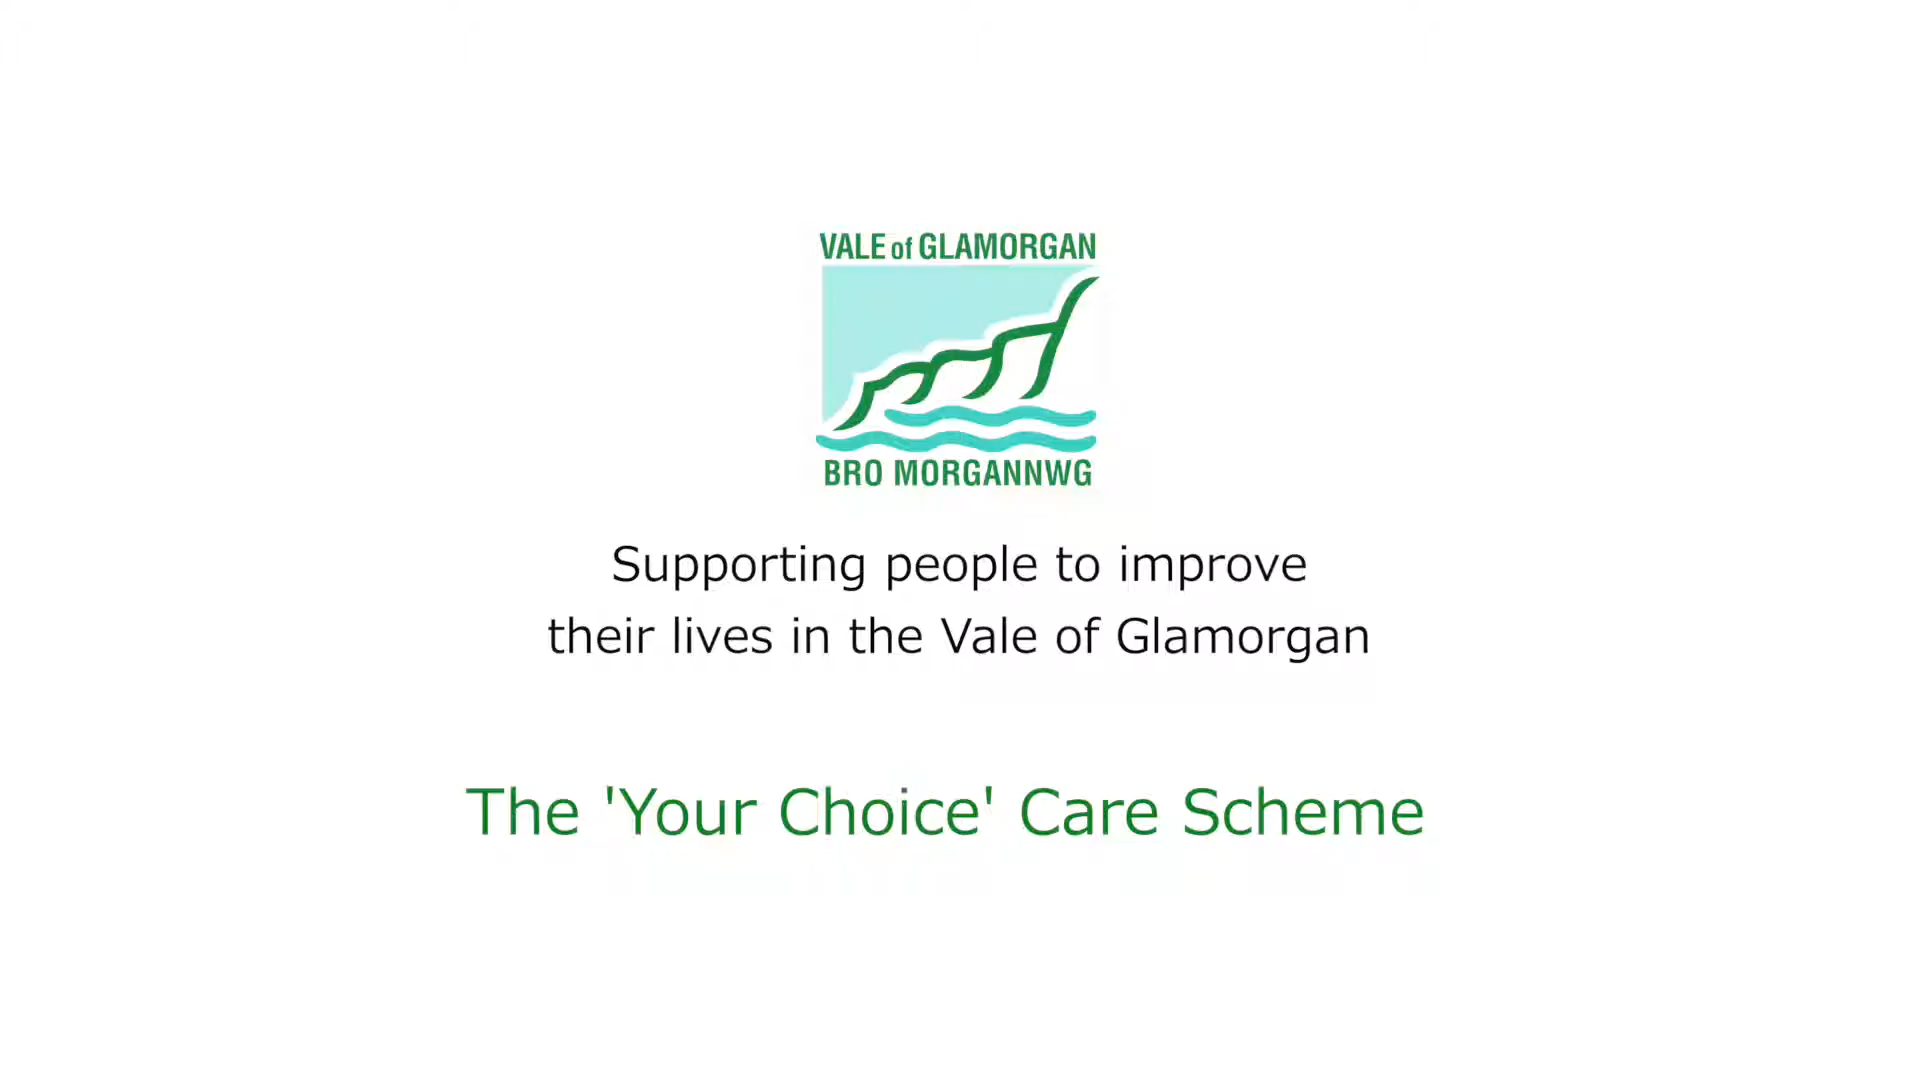 VALE of GLAMORGAN
BRO MORGANNWG
Supporting people to improve
their lives in the Vale of Glamorgan
The 'Your Choice' Care Scheme